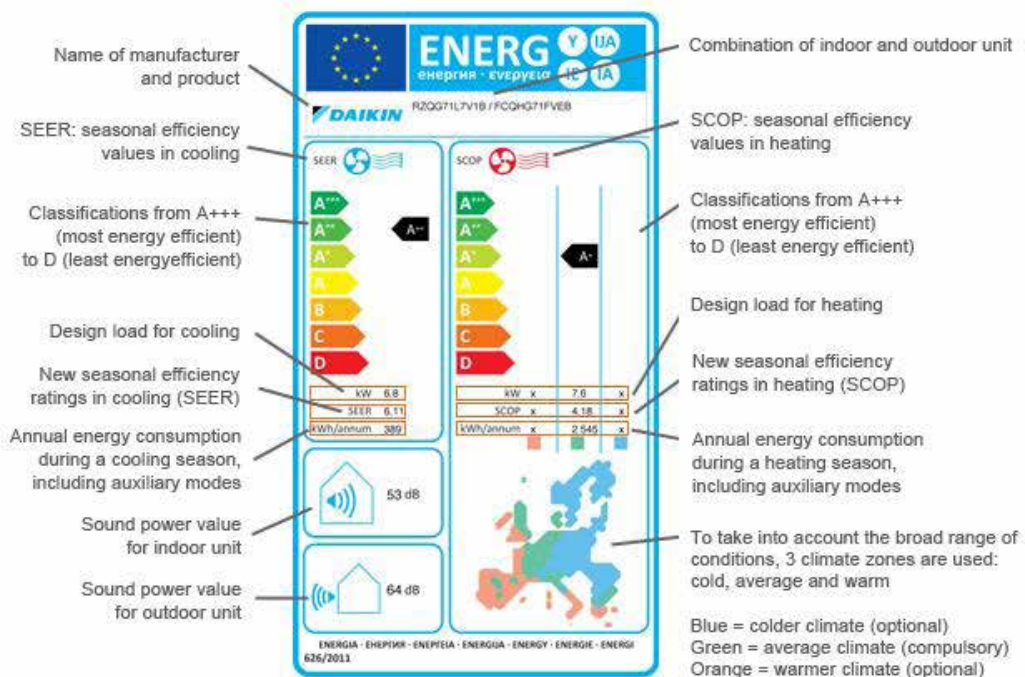 ENERG
енергия · ενεργεια
Y IJA
IE IA
Name of manufacturer
and product
Combination of indoor and outdoor unit
DAIKIN
RZQG71L7V1B / FCQHG71FVEB
SEER: seasonal efficiency
values in cooling
SEER
SCOP
SCOP: seasonal efficiency
values in heating
Classifications from A+++
(most energy efficient)
to D (least energyefficient)
A+++
A++
A+
A
B
C
D
A++
A+++
A++
A+
A
B
C
D
A+
Classifications from A+++
(most energy efficient)
to D (least energy efficient)
Design load for cooling
New seasonal efficiency
ratings in cooling (SEER)
Annual energy consumption
during a cooling season,
including auxiliary modes
kW 6.8
SEER 6,11
kWh/annum 389
kW x 7.6 x
SCOP x 4.18 x
kWh/annum x 2 545 x
Design load for heating
New seasonal efficiency
ratings in heating (SCOP)
Annual energy consumption
during a heating season,
including auxiliary modes
Sound power value
for indoor unit
53 dB
Sound power value
for outdoor unit
64 dB
To take into account the broad range of
conditions, 3 climate zones are used:
cold, average and warm
Blue = colder climate (optional)
Green = average climate (compulsory)
Orange = warmer climate (optional)
ENERGIA · ЕНЕРГИЯ · ΕΝΕΡΓΕΙΑ · ENERGIJA · ENERGY · ENERGIE · ENERGI
626/2011